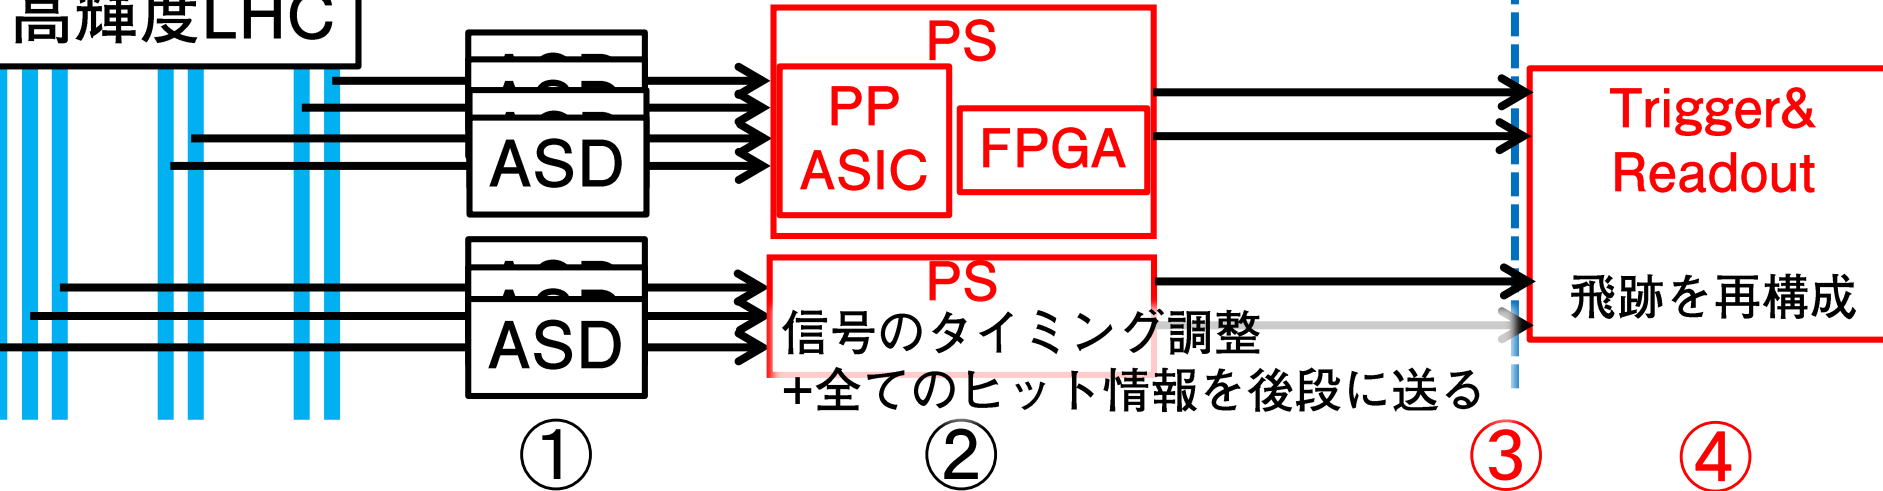 高輝度LHC
PS
PP
ASIC
FPGA
ASD
Trigger&
Readout
飛跡を再構成
ASD
PS
信号のタイミング調整
+全てのヒット情報を後段に送る
① ② ③ ④